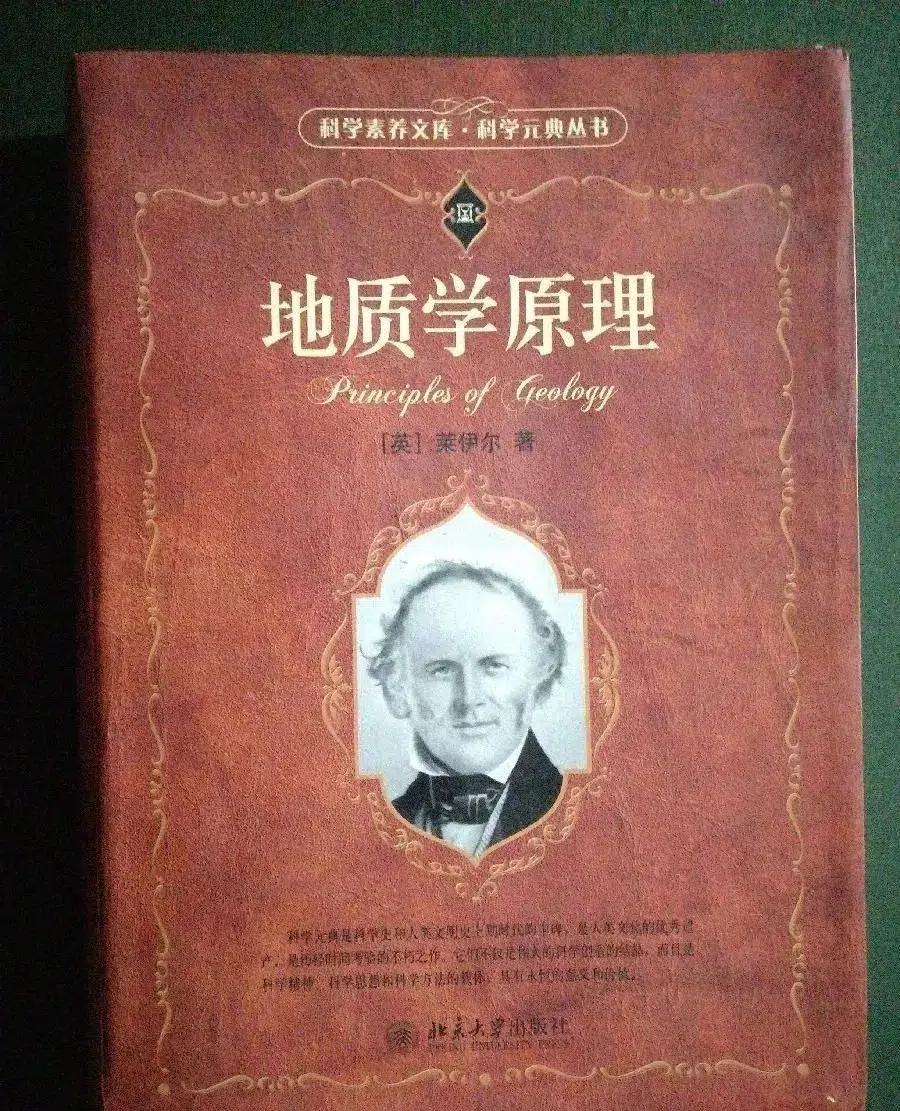 科学素养文库·科学元典丛书
地质学原理
Principles of Geology
[英] 莱伊尔 著
科学元典是科学史和人类文明史上划时代的丰碑，是人类文化的优秀遗
产，是历经时间考验的不朽之作。它们不仅是伟大的科学创造的结晶，而且是
科学精神、科学思想和科学方法的载体，具有永恒的意义和价值。
北京大学出版社
PEKING UNIVERSITY PRESS